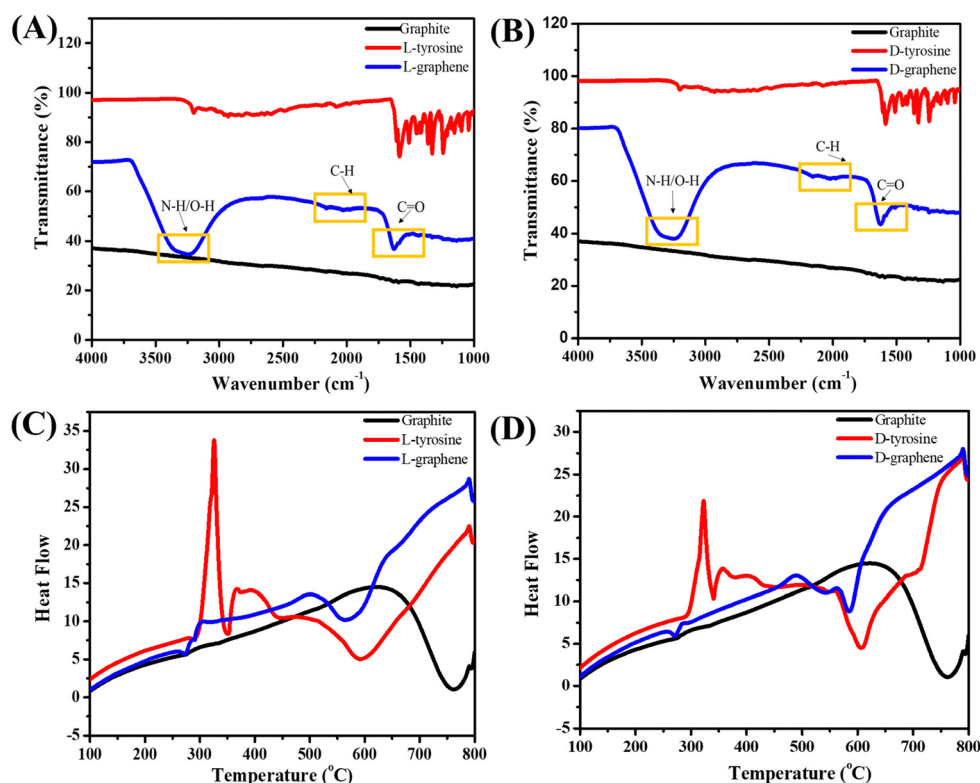 (A)
Graphite
L-tyrosine
L-graphene
120
100
80
60
40
20
0
Transmittance (%)
N-H/O-H
C-H
C=O
4000 3500 3000 2500 2000 1500 1000
Wavenumber (cm-1)
(B)
Graphite
D-tyrosine
D-graphene
120
100
80
60
40
20
0
Transmittance (%)
N-H/O-H
C-H
C=O
4000 3500 3000 2500 2000 1500 1000
Wavenumber (cm-1)
(C)
Graphite
L-tyrosine
L-graphene
35
30
25
20
15
10
5
0
-5
Heat Flow
100 200 300 400 500 600 700 800
Temperature (oC)
(D)
Graphite
D-tyrosine
D-graphene
30
25
20
15
10
5
0
-5
Heat Flow
100 200 300 400 500 600 700 800
Temperature (oC)